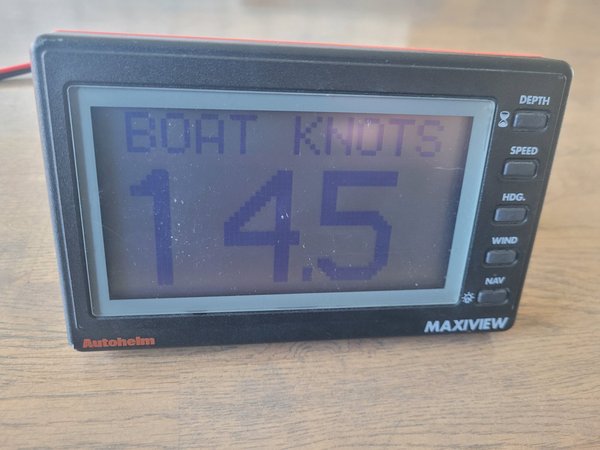 BOAT KNOTS
14.5
DEPTH
SPEED
HDG.
WIND
NAV
Autohelm
MAXIVIEW